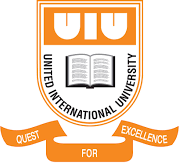 UIU
UNITED INTERNATIONAL UNIVERSITY
QUEST
FOR
EXCELLENCE